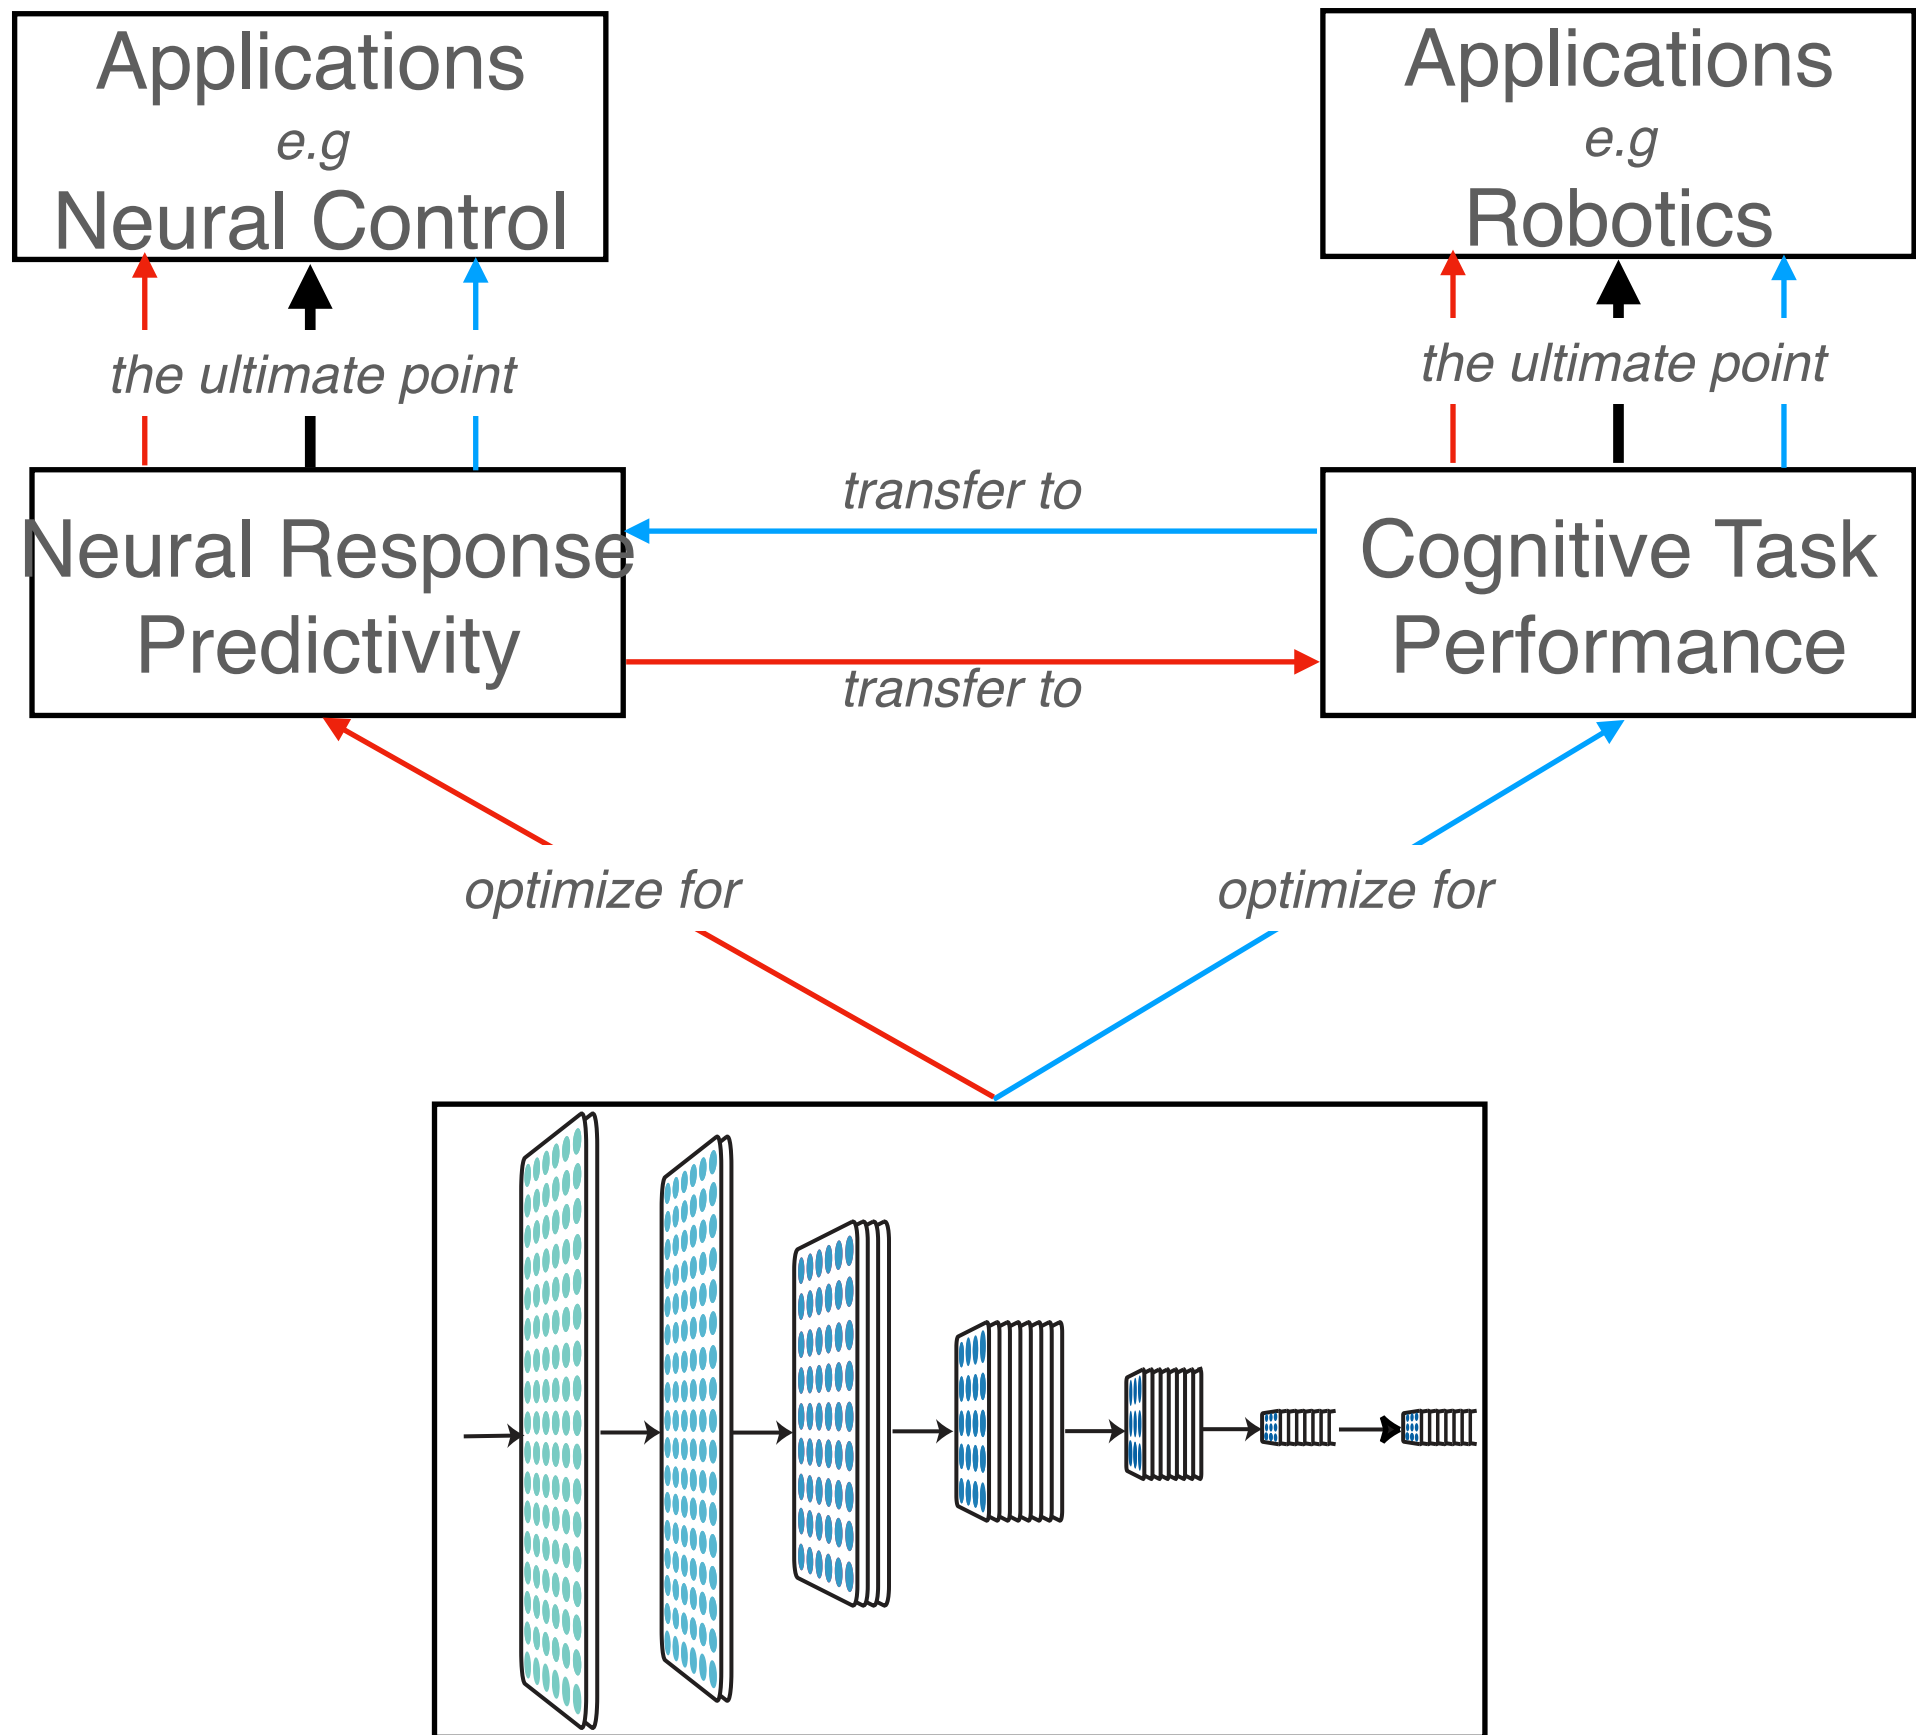 Applications
e.g
Neural Control
Applications
e.g
Robotics
the ultimate point
the ultimate point
transfer to
Neural Response
Predictivity
Cognitive Task
Performance
transfer to
optimize for
optimize for